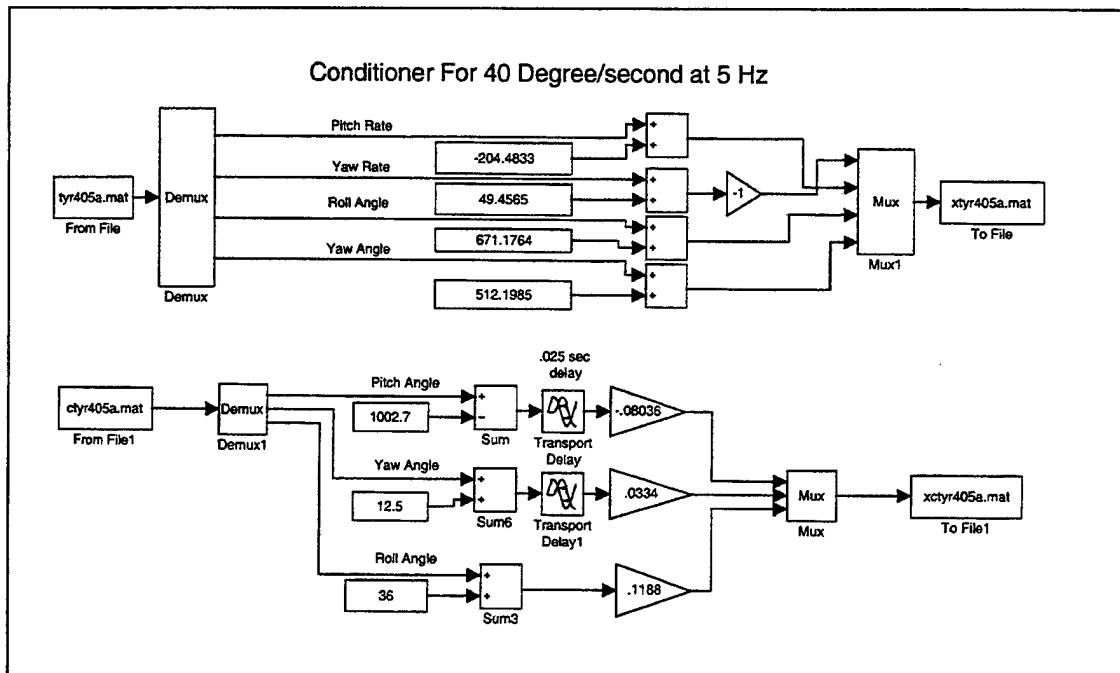 Conditioner For 40 Degree/second at 5 Hz
Pitch Rate
-204.4833
Yaw Rate
49.4565
-1
tyr405a.mat
From File
Demux
Demux
Roll Angle
671.1764
Yaw Angle
512.1985
Mux
Mux1
xtyr405a.mat
To File
.025 sec
delay
Pitch Angle
ctyr405a.mat
From File1
Demux
Demux1
1002.7
Sum
Transport
Delay
-.08036
Yaw Angle
12.5
Sum6
Transport
Delay1
.0334
Mux
Mux
xctyr405a.mat
To File1
Roll Angle
36
Sum3
.1188